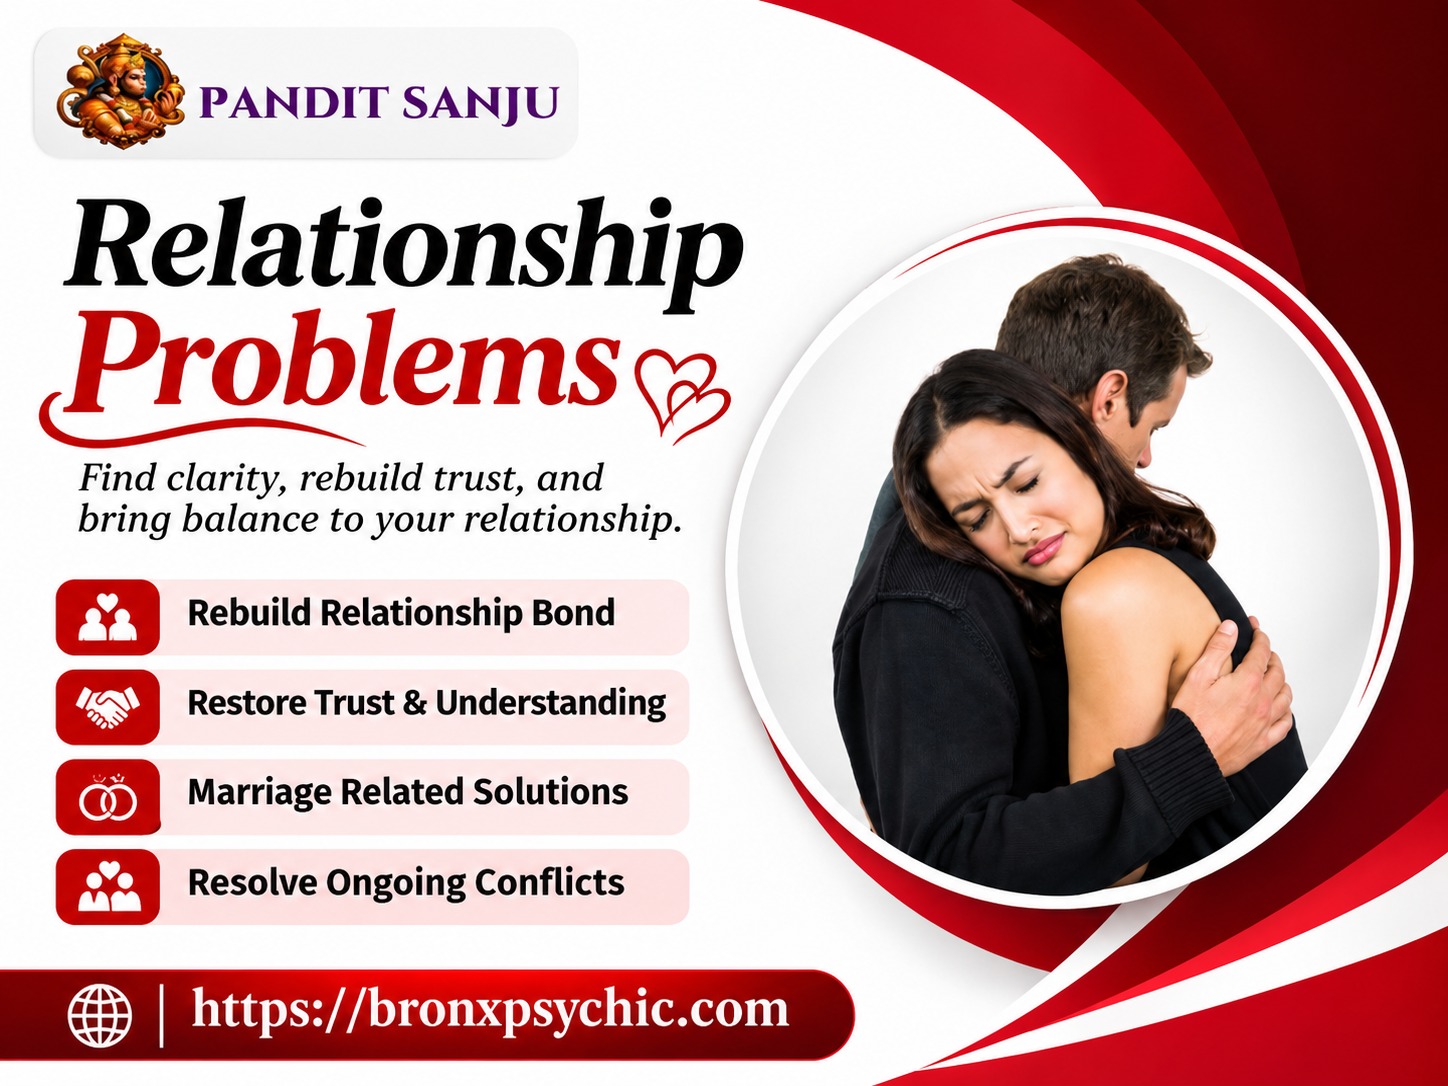 PANDIT SANJU
Relationship
Problems
Find clarity, rebuild trust, and
bring balance to your relationship.
Rebuild Relationship Bond
Restore Trust & Understanding
Marriage Related Solutions
Resolve Ongoing Conflicts
https://bronxpsychic.com